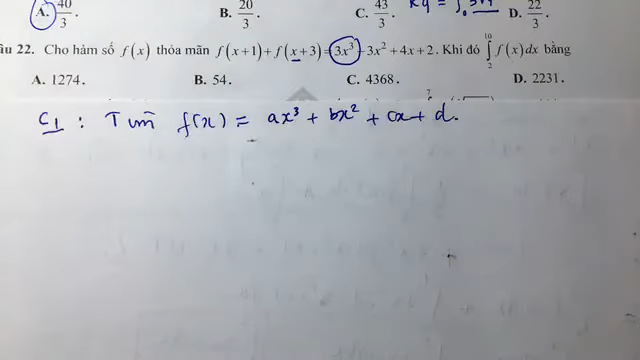 A. 40/3. B. 20/3. C. 43/3. D. 22/3.
âu 22. Cho hàm số f(x) thỏa mãn f(x+1)+f(x+3)=3x³-3x²+4x+2. Khi đó ∫₂¹⁰ f(x)dx bằng
A. 1274. B. 54. C. 4368. D. 2231.
C1 : Tìm f(x) = ax³ + bx² + cx + d.